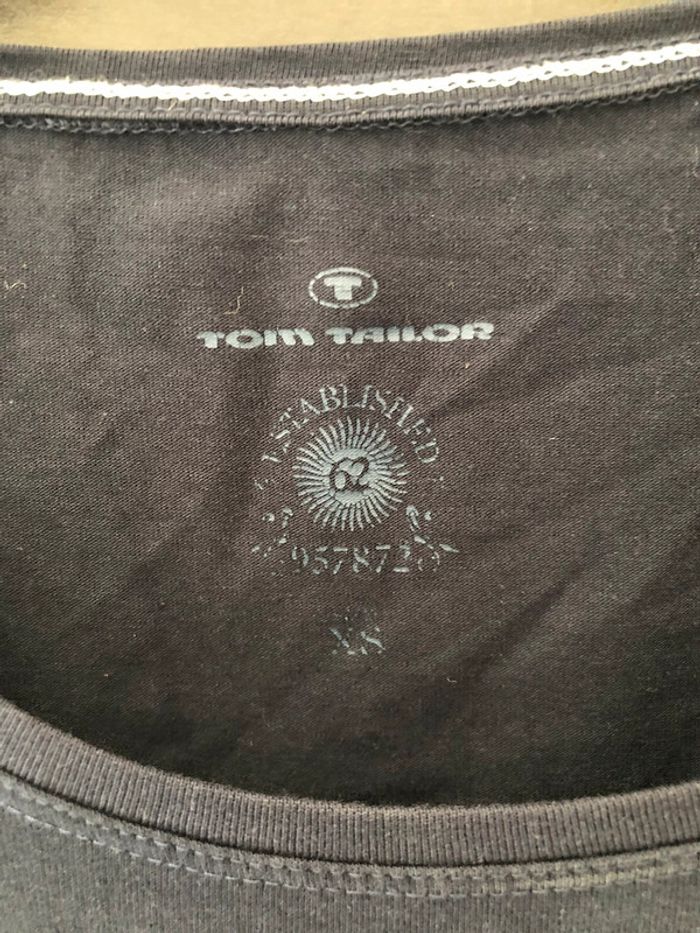 T
TOM TAILOR
ESTABLISHED
62
957872
XS